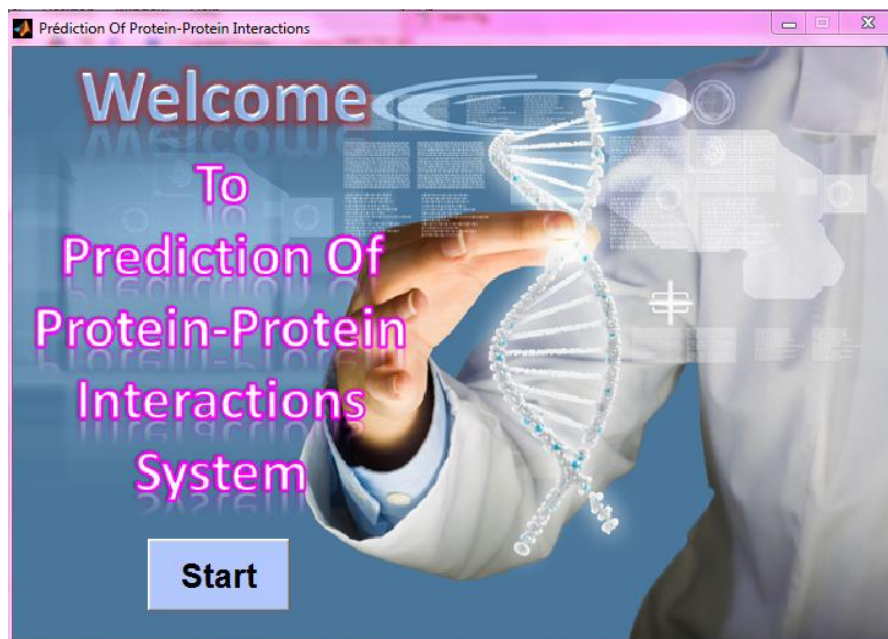 Prédiction Of Protein-Protein Interactions
Welcome
To
Prediction Of
Protein-Protein
Interactions
System
Start